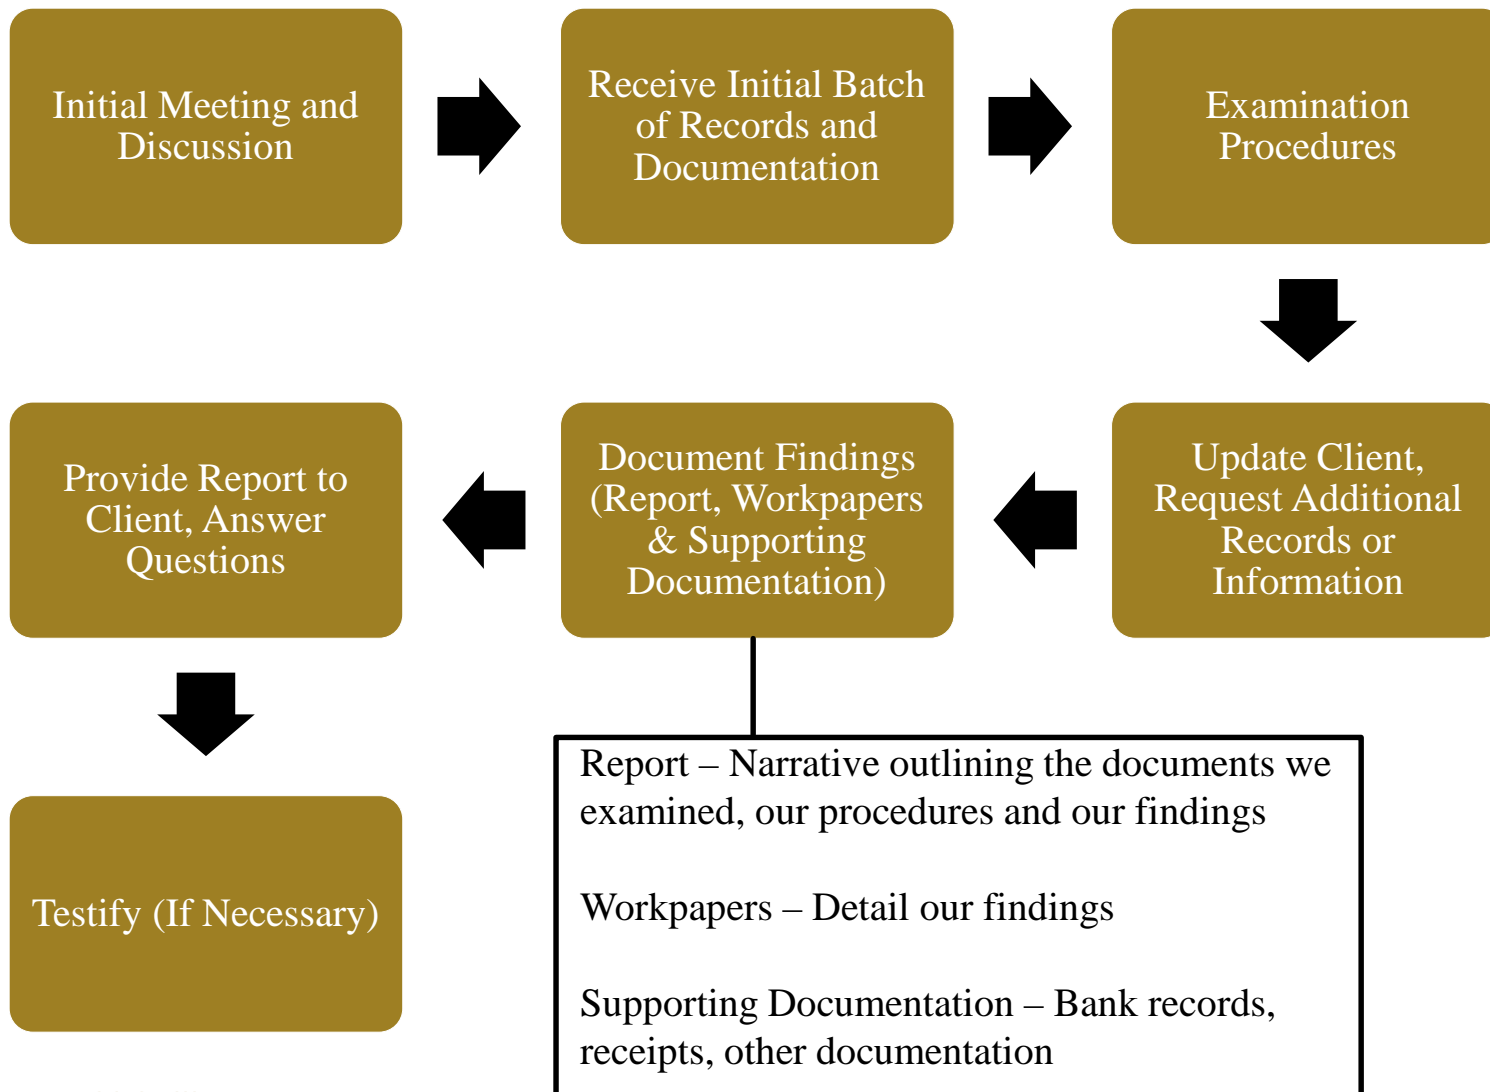 Initial Meeting and
Discussion
Receive Initial Batch
of Records and
Documentation
Examination
Procedures
Update Client,
Request Additional
Records or
Information
Document Findings
(Report, Workpapers
& Supporting
Documentation)
Provide Report to
Client, Answer
Questions
Testify (If Necessary)
Report – Narrative outlining the documents we
examined, our procedures and our findings
Workpapers – Detail our findings
Supporting Documentation – Bank records,
receipts, other documentation